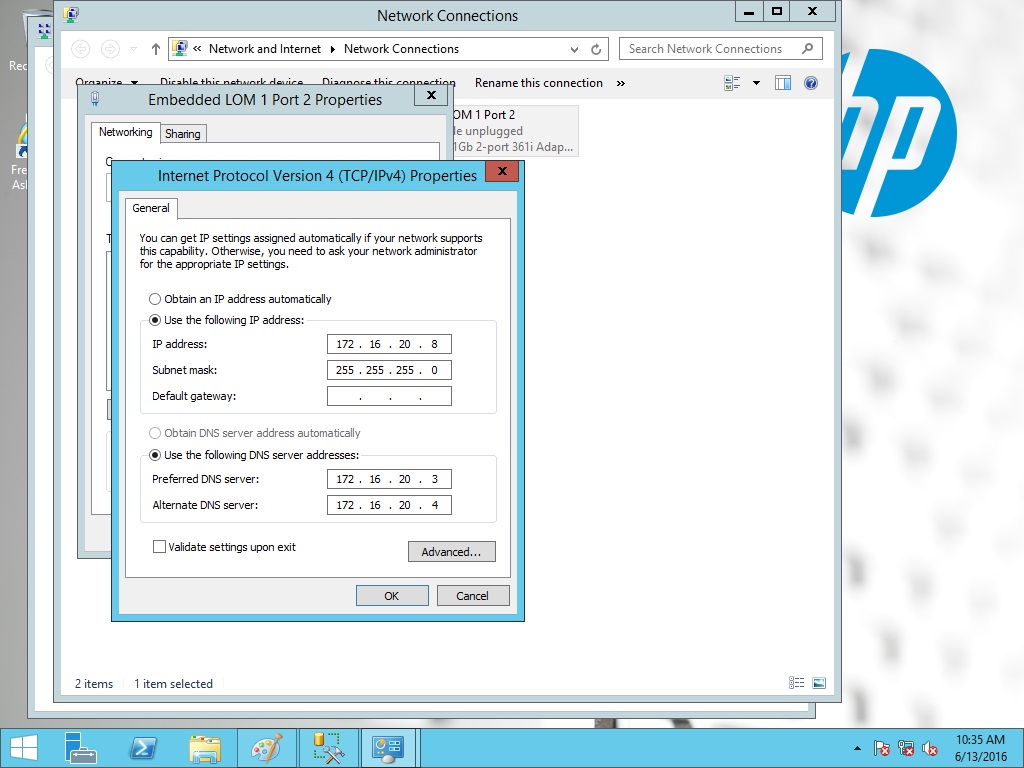 Network Connections
Network and Internet
Network Connections
Search Network Connections
Organize
Disable this network device
Diagnose this connection
Rename this connection
»
Embedded LOM 1 Port 2 Properties
OM 1 Port 2
le unplugged
1Gb 2-port 361i Adap...
Networking
Sharing
Internet Protocol Version 4 (TCP/IPv4) Properties
General
You can get IP settings assigned automatically if your network supports
this capability. Otherwise, you need to ask your network administrator
for the appropriate IP settings.
Obtain an IP address automatically
Use the following IP address:
IP address:
172 . 16 . 20 . 8
Subnet mask:
255 . 255 . 255 . 0
Default gateway:
. . .
Obtain DNS server address automatically
Use the following DNS server addresses:
Preferred DNS server:
172 . 16 . 20 . 3
Alternate DNS server:
172 . 16 . 20 . 4
Validate settings upon exit
Advanced...
OK
Cancel
2 items
1 item selected
hp
Rec
Fre
As
10:35 AM
6/13/2016